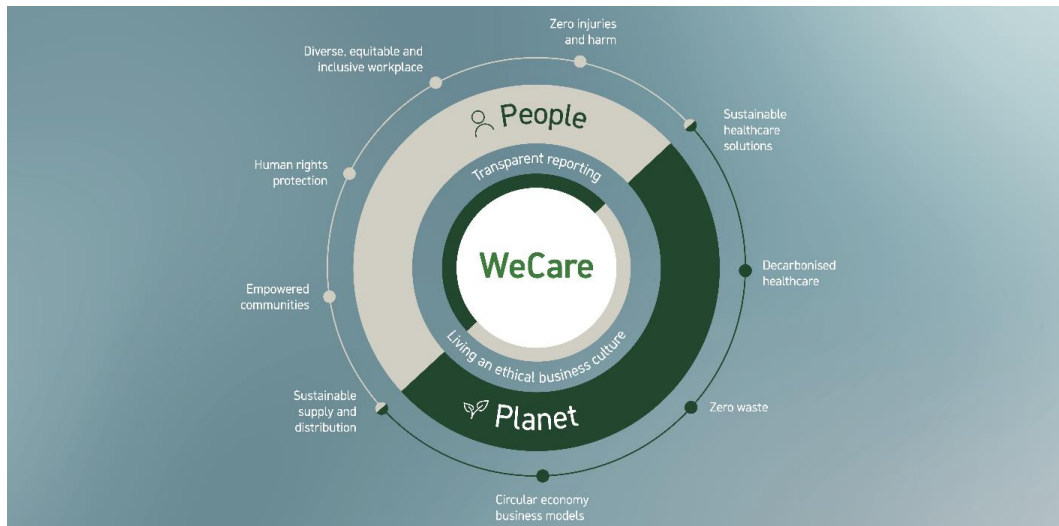 Zero injuries
and harm
Diverse, equitable and
inclusive workplace
People
Sustainable
healthcare
solutions
Transparent reporting
Human rights
protection
WeCare
Decarbonised
healthcare
Empowered
communities
Living an ethical business culture
Sustainable
supply and
distribution
Planet
Zero waste
Circular economy
business models